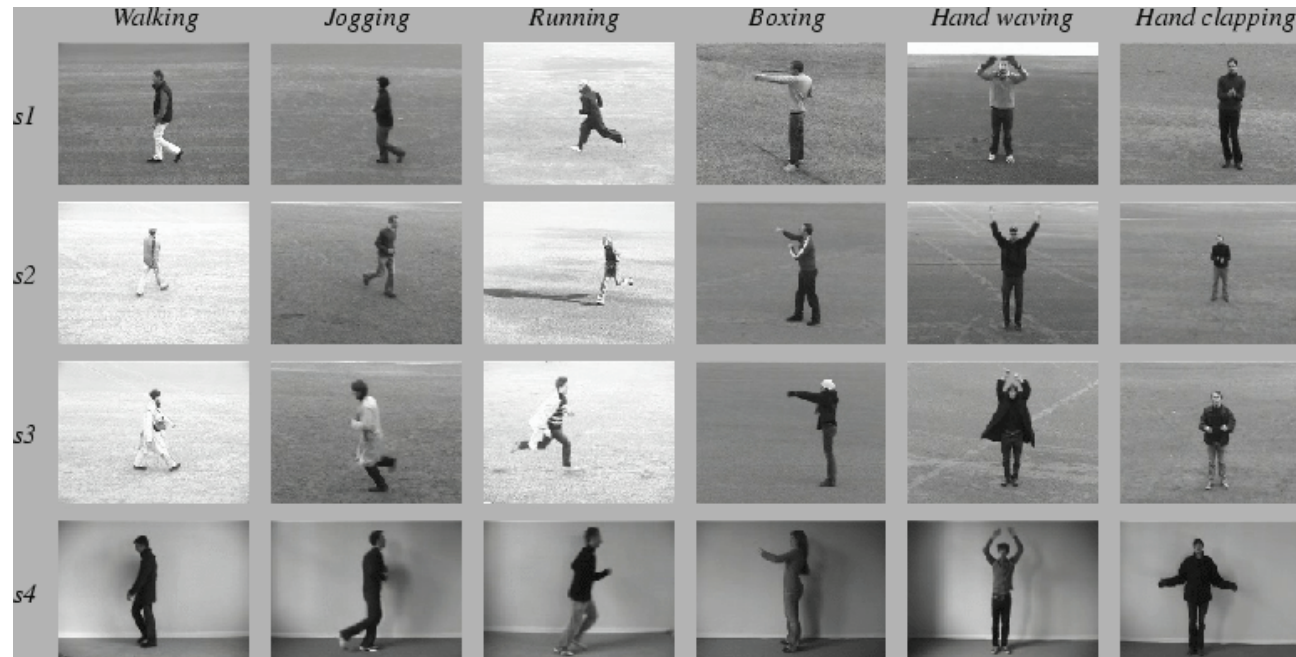 Walking Jogging Running Boxing Hand waving Hand clapping
s1
s2
s3
s4